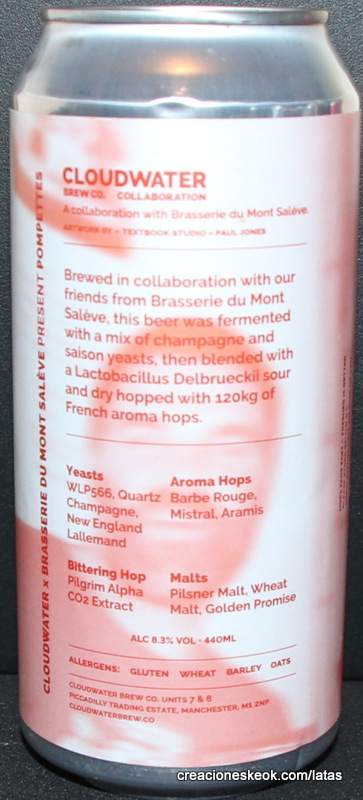 CLOUDWATER
BREW CO. COLLABORATION
A collaboration with Brasserie du Mont Salève.
ARTWORK BY – TEXTBOOK STUDIO + PAUL JONES
Brewed in collaboration with our
friends from Brasserie du Mont
Salève, this beer was fermented
with a mix of champagne and
saison yeasts, then blended with
a Lactobacillus Delbrueckii sour
and dry hopped with 120kg of
French aroma hops.
Yeasts
WLP566, Quartz
Champagne,
New England
Lallemand
Aroma Hops
Barbe Rouge,
Mistral, Aramis
Bittering Hop
Pilgrim Alpha
CO2 Extract
Malts
Pilsner Malt, Wheat
Malt, Golden Promise
ALC 8.3% VOL - 440ML
ALLERGENS: GLUTEN WHEAT BARLEY OATS
CLOUDWATER BREW CO. UNITS 7 & 8
PICCADILLY TRADING ESTATE, MANCHESTER, M1 2NP
CLOUDWATERBREW.CO
CLOUDWATER x BRASSERIE DU MONT SALÈVE PRESENT POMPETTES
creacioneskeok.com/latas